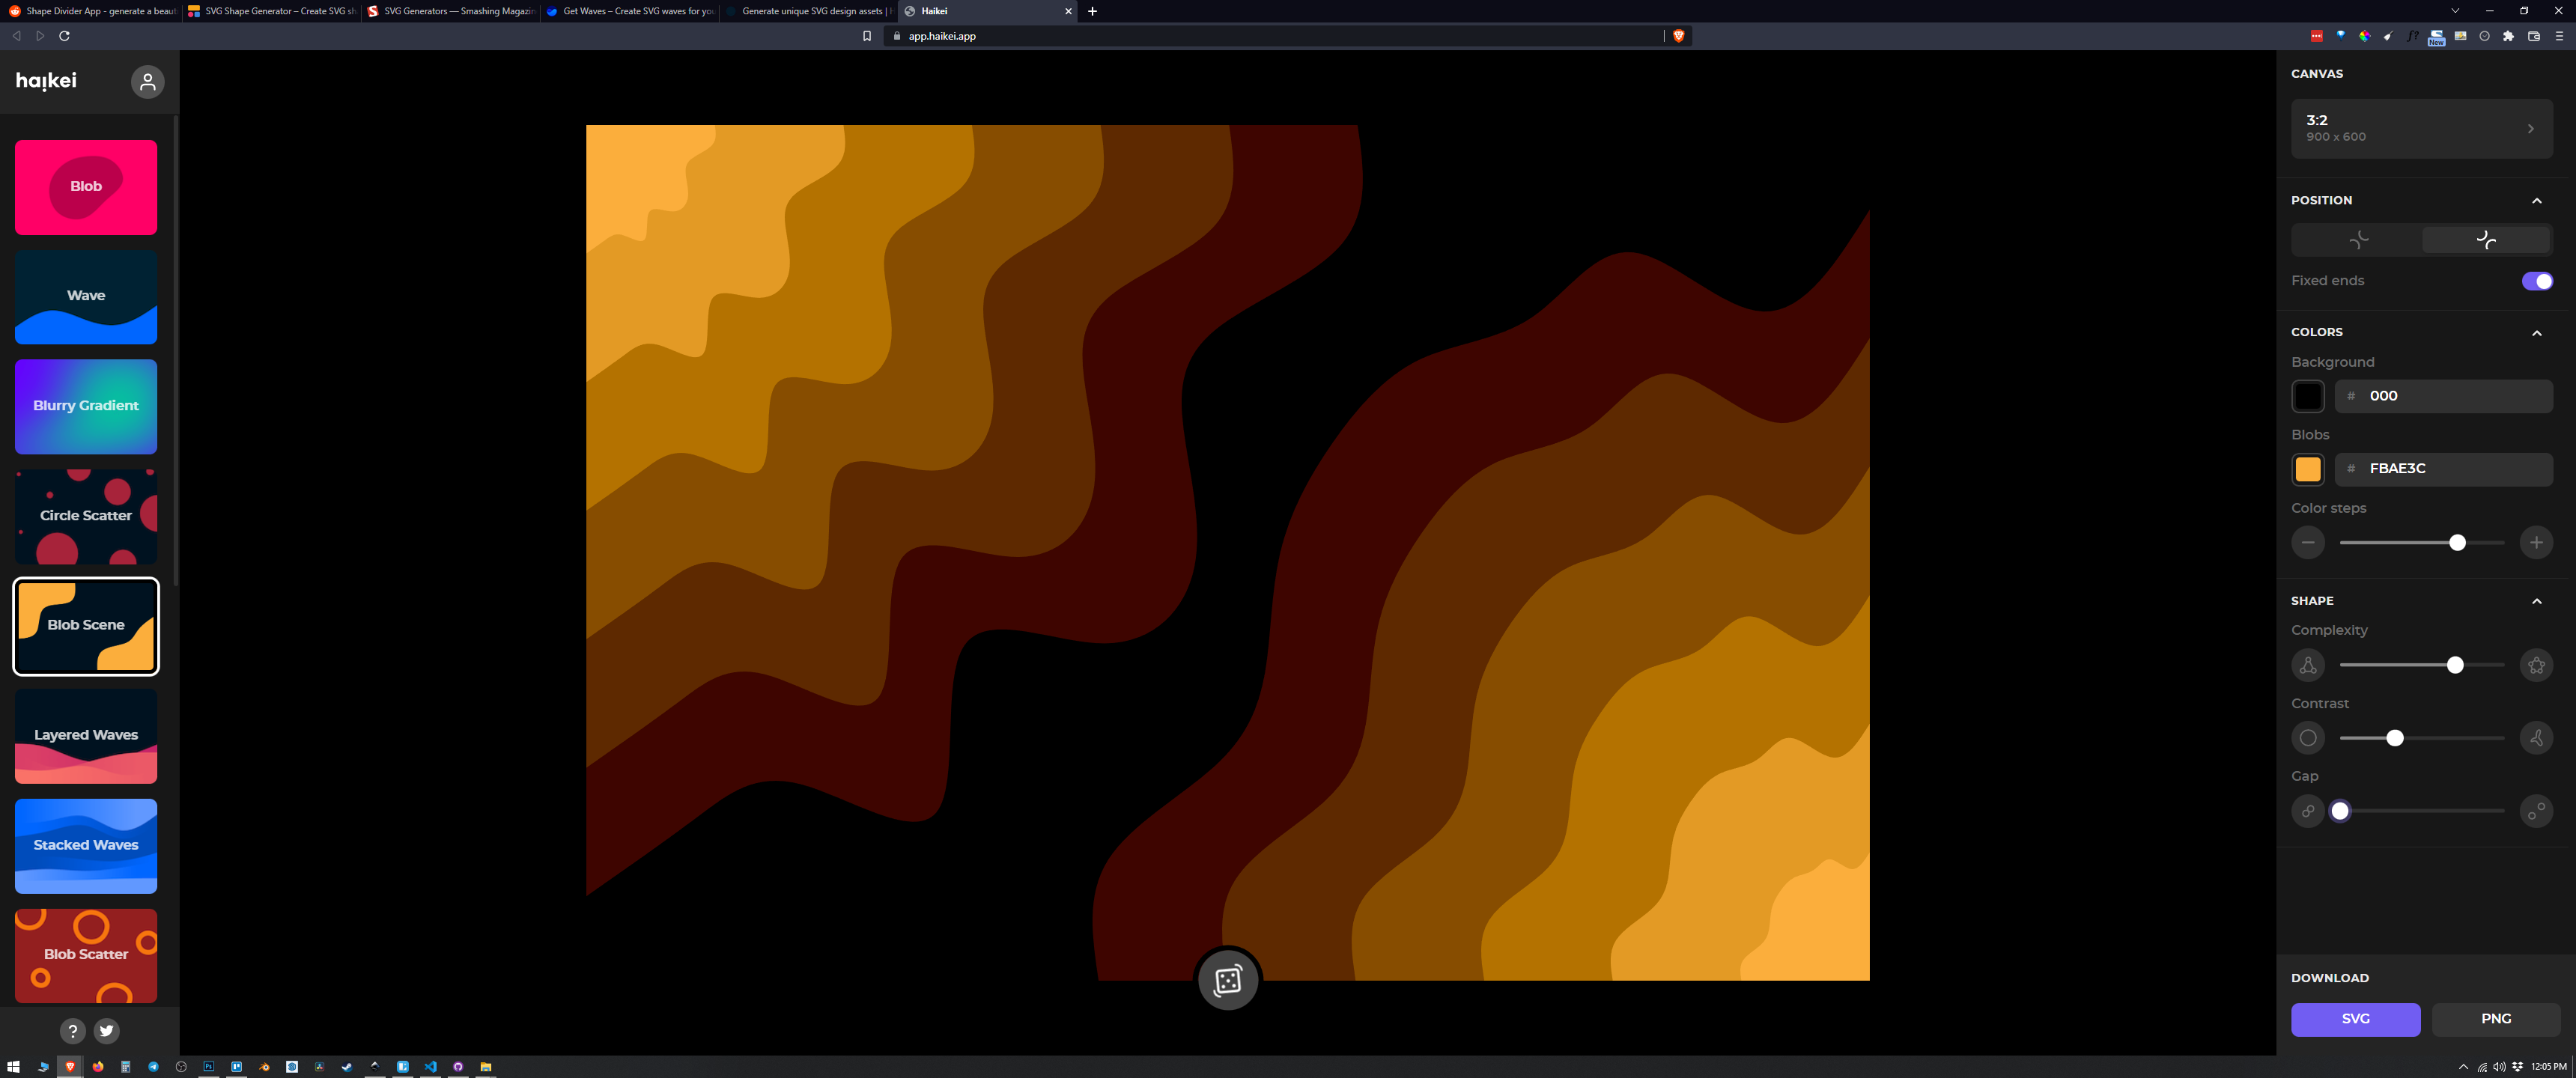 Shape Divider App - generate a beaut
SVG Shape Generator – Create SVG sh
SVG Generators — Smashing Magazin
Get Waves – Create SVG waves for you
Generate unique SVG design assets | H
Haikei
app.haikei.app
New
haikei
Blob
Wave
Blurry Gradient
Circle Scatter
Blob Scene
Layered Waves
Stacked Waves
Blob Scatter
?
CANVAS
3:2
900 x 600
POSITION
Fixed ends
COLORS
Background
# 000
Blobs
# FBAE3C
Color steps
SHAPE
Complexity
Contrast
Gap
DOWNLOAD
SVG
PNG
12:05 PM